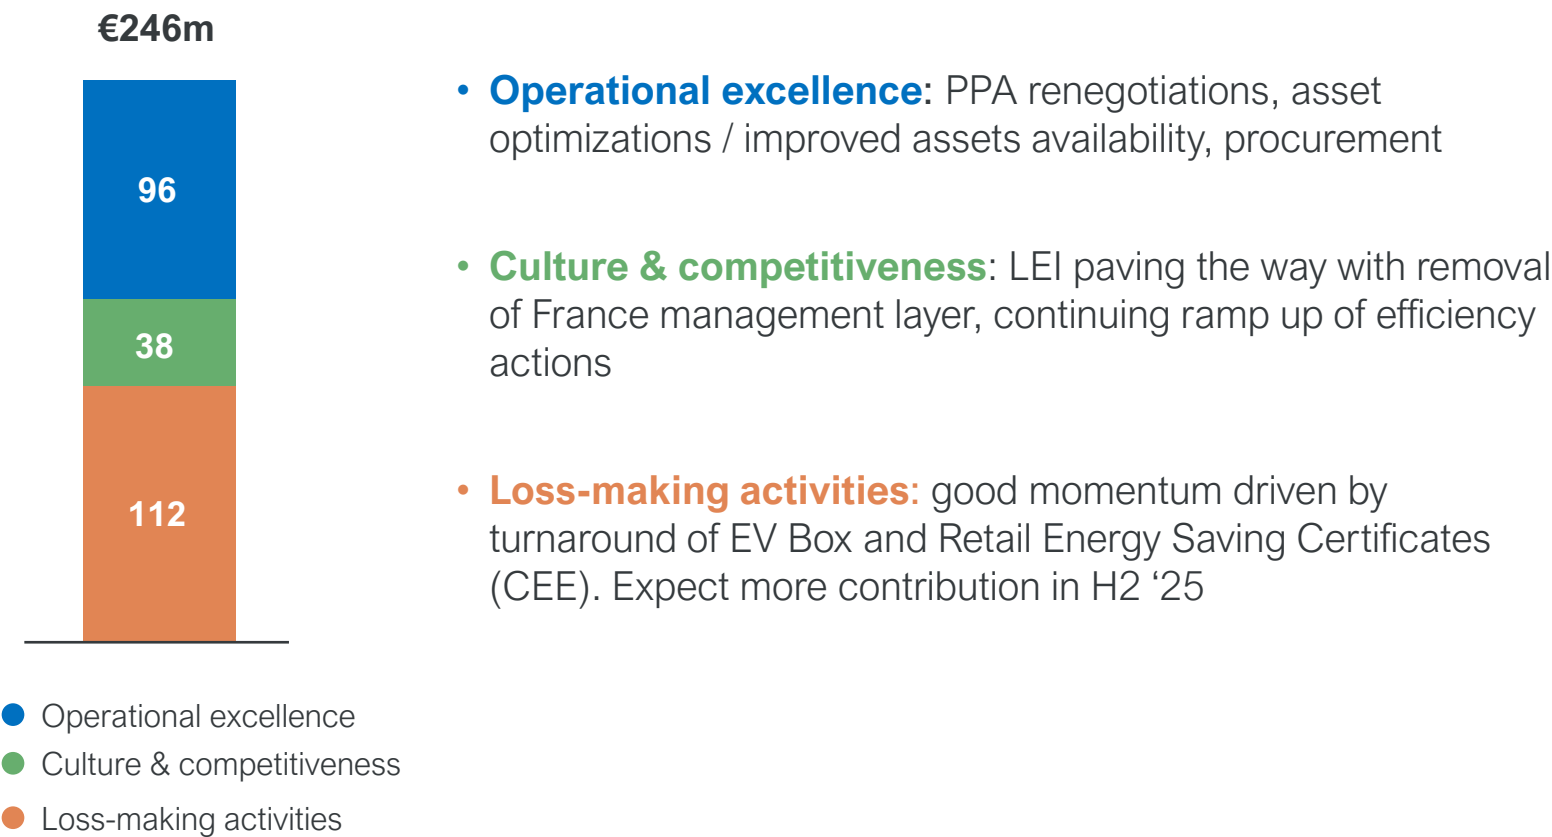 €246m
96
38
112
• Operational excellence: PPA renegotiations, asset
optimizations / improved assets availability, procurement
• Culture & competitiveness: LEI paving the way with removal
of France management layer, continuing ramp up of efficiency
actions
• Loss-making activities: good momentum driven by
turnaround of EV Box and Retail Energy Saving Certificates
(CEE). Expect more contribution in H2 ‘25
Operational excellence
Culture & competitiveness
Loss-making activities